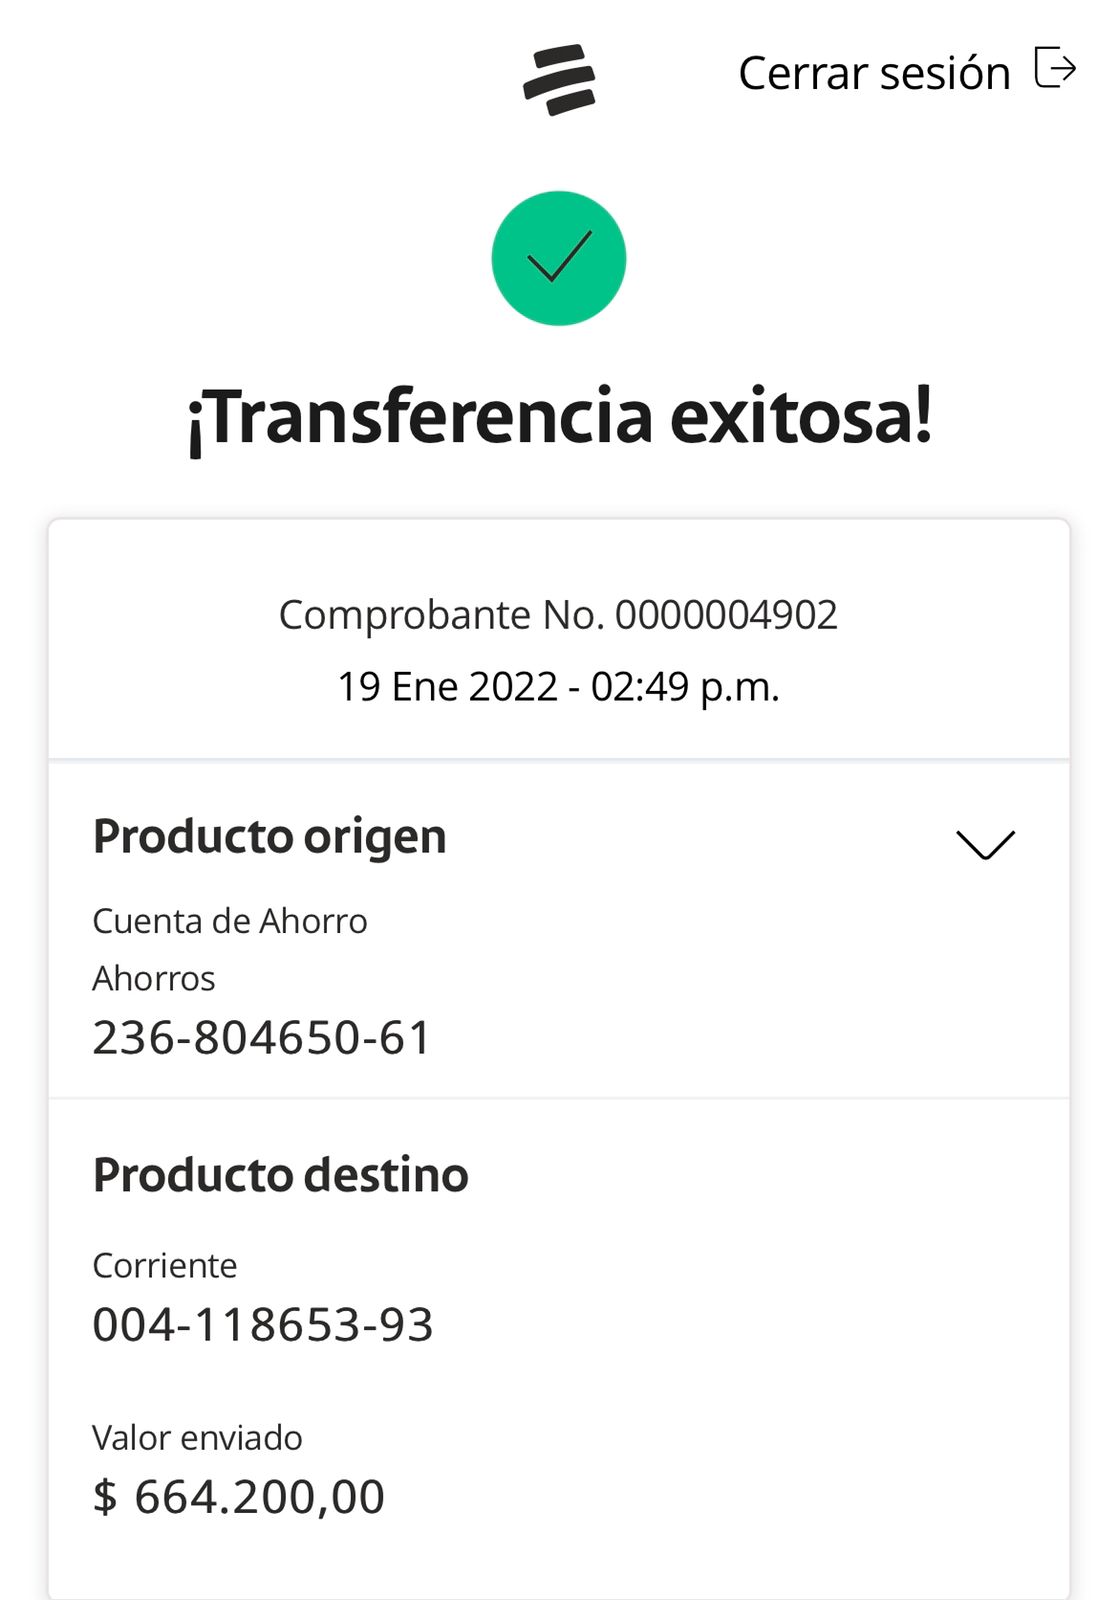 Cerrar sesión
¡Transferencia exitosa!
Comprobante No. 0000004902
19 Ene 2022 - 02:49 p.m.
Producto origen
Cuenta de Ahorro
Ahorros
236-804650-61
Producto destino
Corriente
004-118653-93
Valor enviado
$ 664.200,00